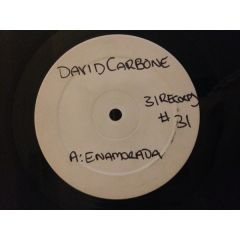 DAVID CARBONE
31 RECORDS
# 31
A: ENAMORADA